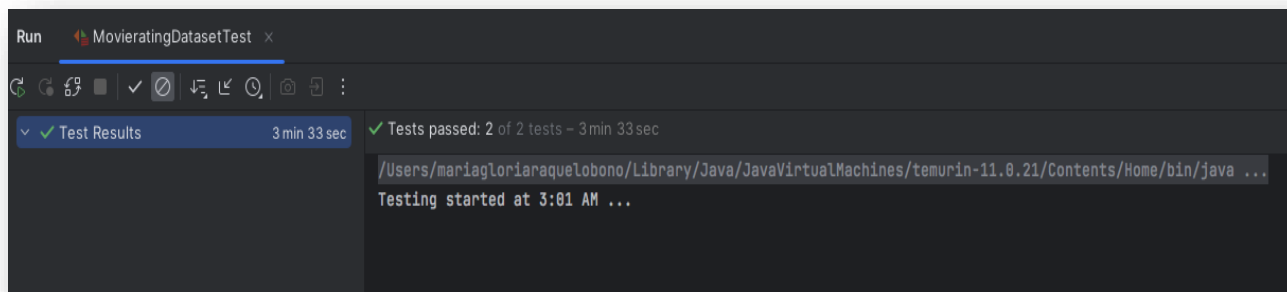 Run MovieratingDatasetTest
Test Results 3 min 33 sec
Tests passed: 2 of 2 tests – 3 min 33 sec
/Users/mariagloriaraquelobono/Library/Java/JavaVirtualMachines/temurin-11.0.21/Contents/Home/bin/java ...
Testing started at 3:01 AM ...